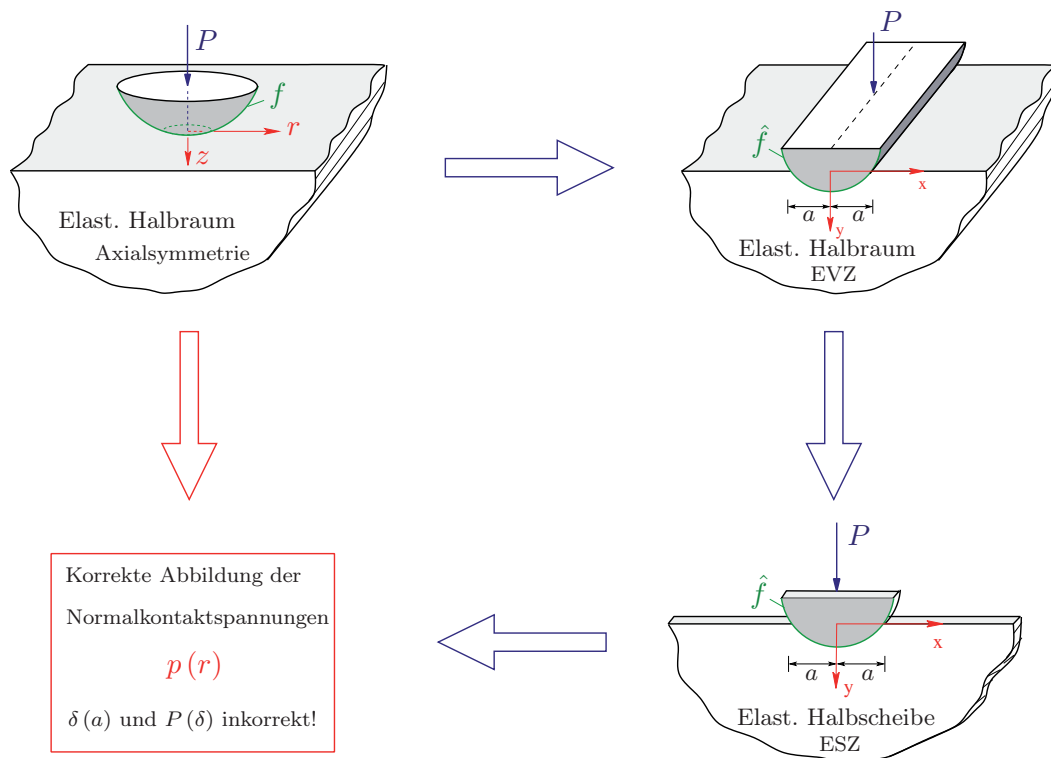 P
f
r
z
Elast. Halbraum
Axialsymmetrie
P
f̂
x
a a
y
Elast. Halbraum
EVZ
Korrekte Abbildung der
Normalkontaktspannungen
p (r)
δ (a) und P (δ) inkorrekt!
P
f̂
x
a a
y
Elast. Halbscheibe
ESZ